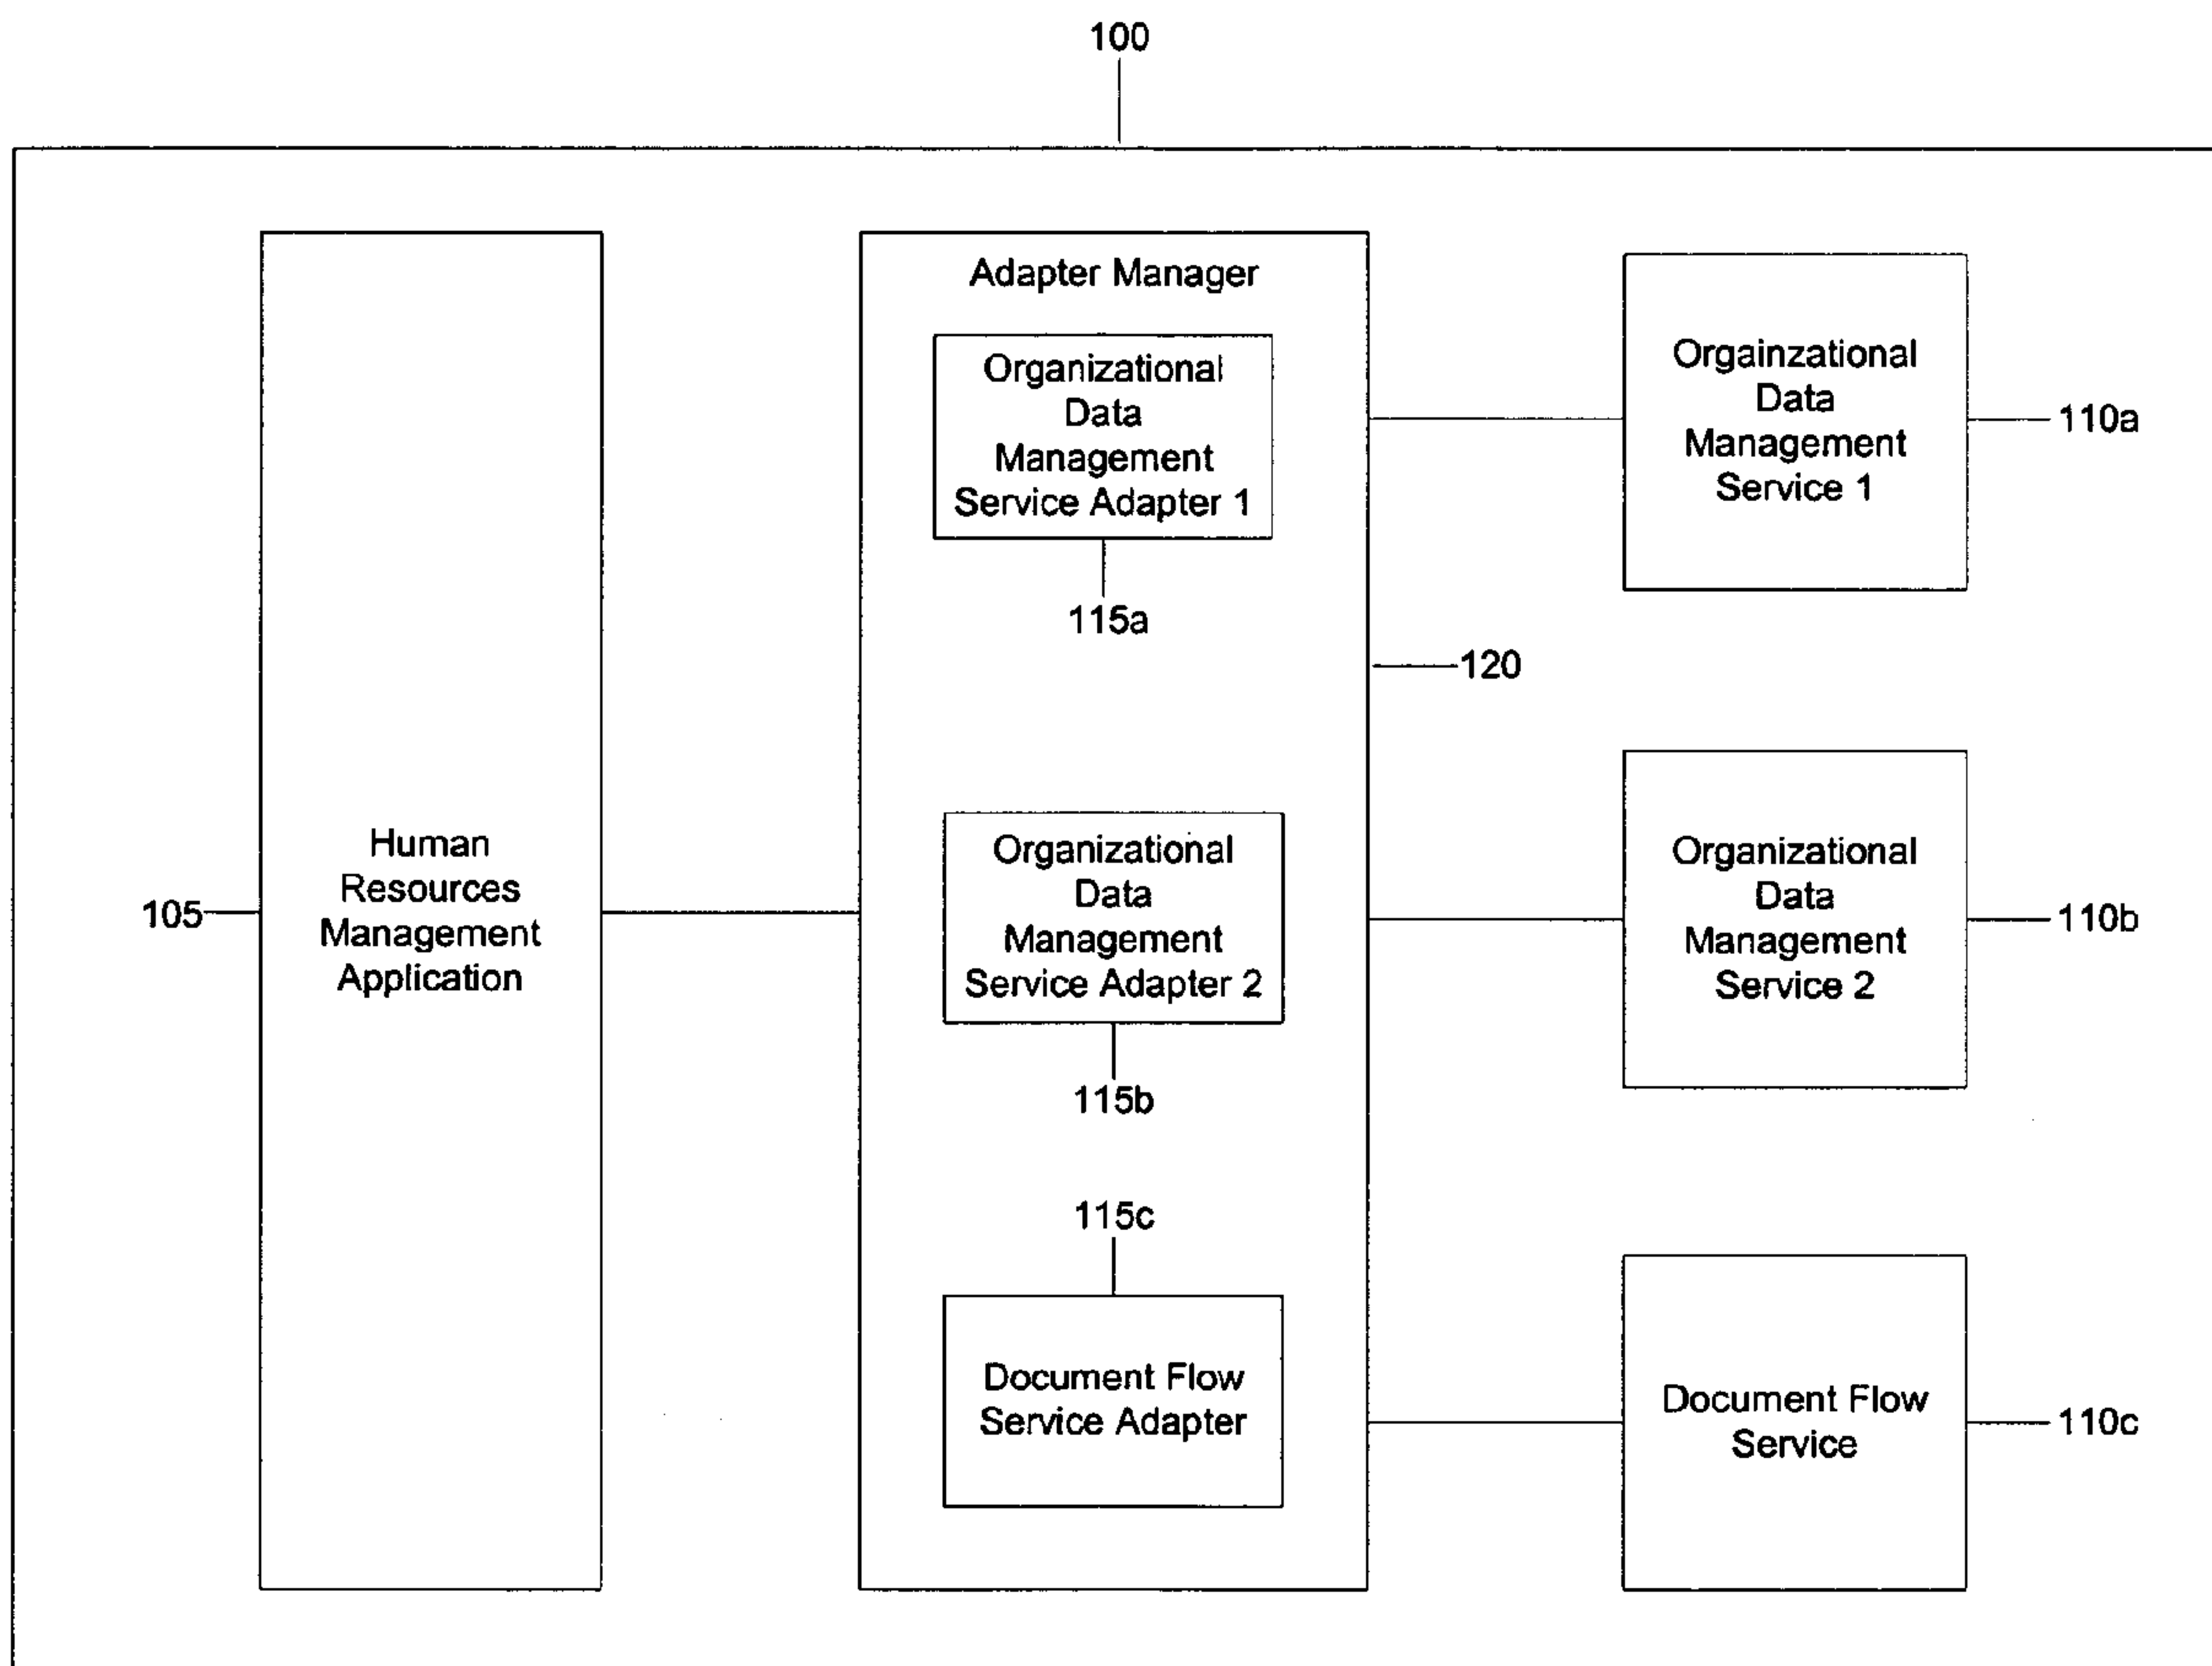 100
105
Human
Resources
Management
Application
Adapter Manager
Organizational
Data
Management
Service Adapter 1
115a
120
Organizational
Data
Management
Service Adapter 2
115b
115c
Document Flow
Service Adapter
Orgainzational
Data
Management
Service 1
110a
Organizational
Data
Management
Service 2
110b
Document Flow
Service
110c